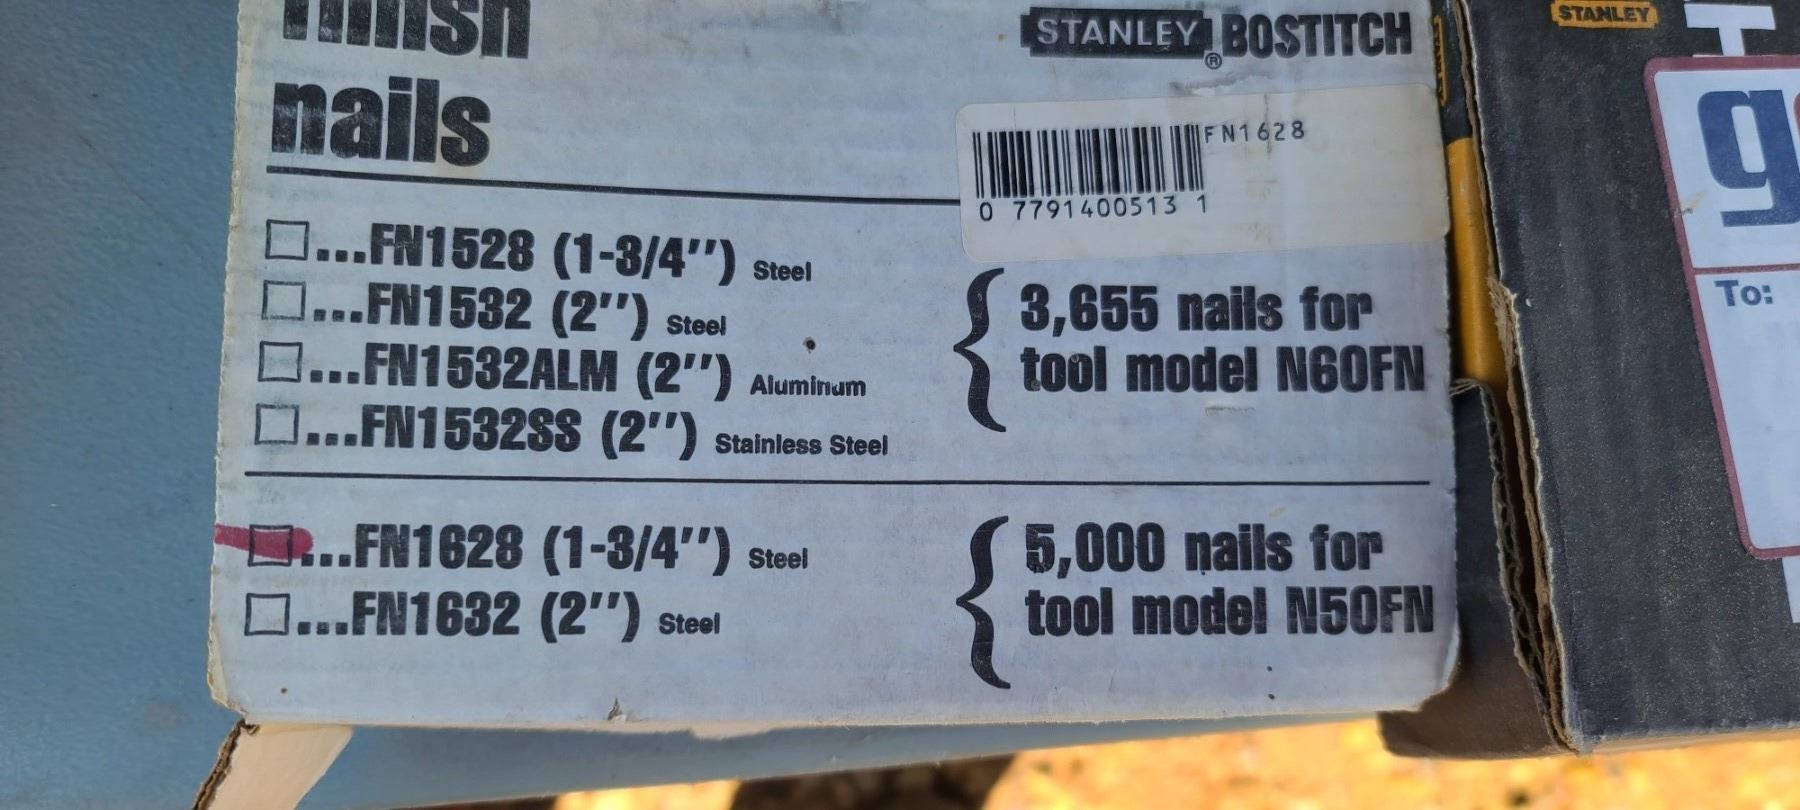 finish
nails
STANLEY® BOSTITCH
FN1628
0 7791400513 1
...FN1528 (1-3/4'') Steel
...FN1532 (2'') Steel
...FN1532ALM (2'') Aluminum
...FN1532SS (2'') Stainless Steel
3,655 nails for
tool model N60FN
...FN1628 (1-3/4'') Steel
...FN1632 (2'') Steel
5,000 nails for
tool model N50FN
STANLEY
To: